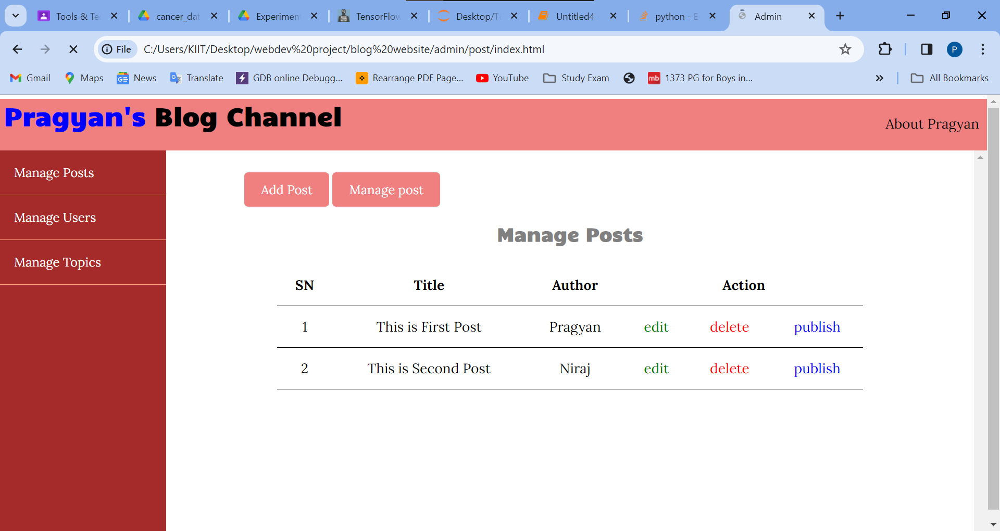 Tools & Te
cancer_dat
Experimen
TensorFlow
Desktop/T
Untitled4 -
python - E
Admin
File C:/Users/KIIT/Desktop/webdev%20project/blog%20website/admin/post/index.html
P
Gmail Maps News Translate GDB online Debugg... Rearrange PDF Page... YouTube Study Exam mb 1373 PG for Boys in... » All Bookmarks
Pragyan's Blog Channel
About Pragyan
Manage Posts
Manage Users
Manage Topics
Add Post Manage post
Manage Posts
SN Title Author Action
1 This is First Post Pragyan edit delete publish
2 This is Second Post Niraj edit delete publish